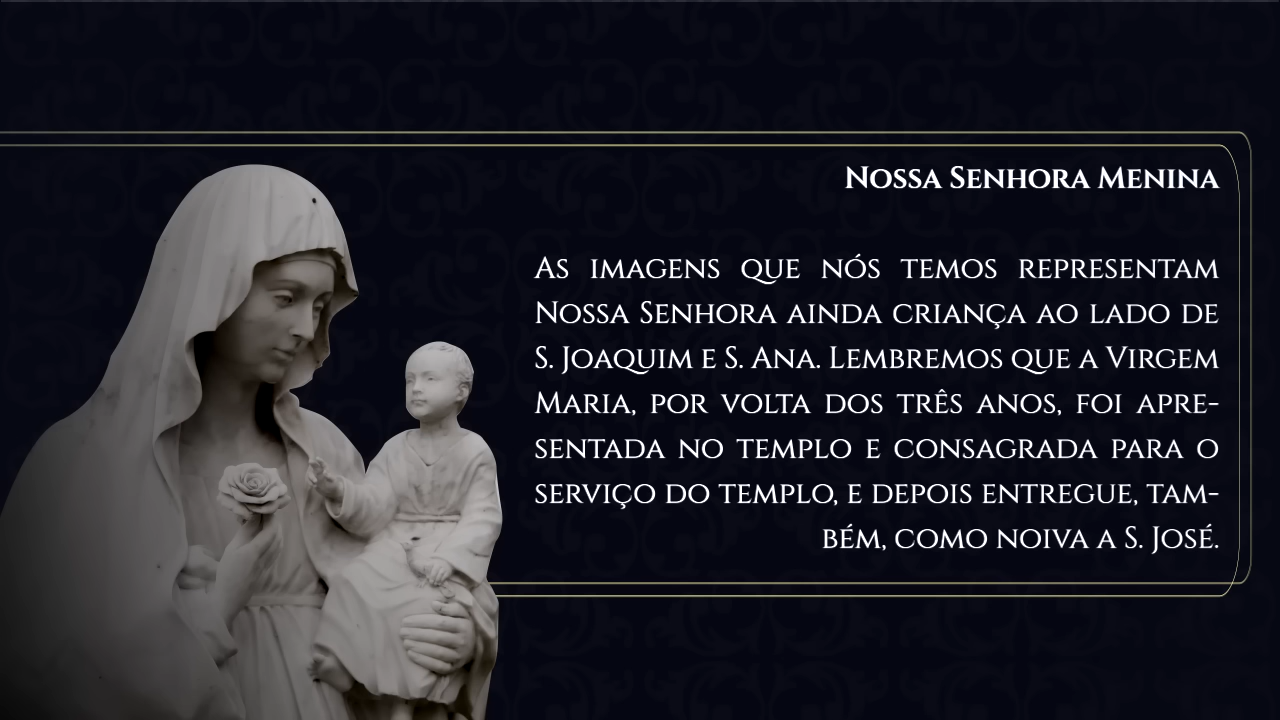 Nossa Senhora Menina
As imagens que nós temos representam
Nossa Senhora ainda criança ao lado de
S. Joaquim e S. Ana. Lembremos que a Virgem
Maria, por volta dos três anos, foi apre-
sentada no templo e consagrada para o
serviço do templo, e depois entregue, tam-
bém, como noiva a S. José.